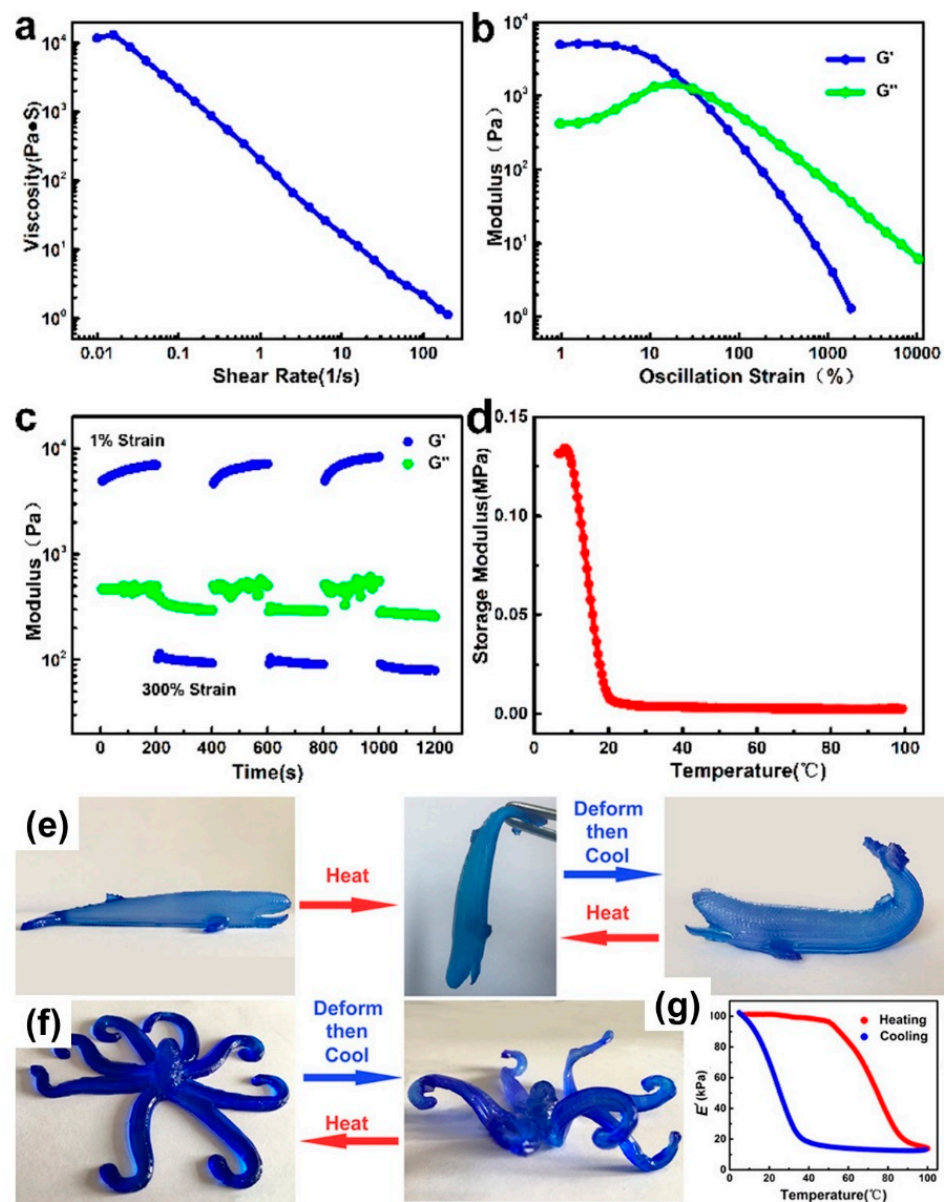 a
10⁴
10³
10²
10¹
10⁰
Viscosity(Pa•S)
0.01 0.1 1 10 100
Shear Rate(1/s)
b
G'
G"
10⁴
10³
10²
10¹
10⁰
Modulus（Pa）
1 10 100 1000 10000
Oscillation Strain（%）
c
1% Strain
G'
G"
10⁴
10³
10²
Modulus（Pa）
300% Strain
0 200 400 600 800 1000 1200
Time(s)
d
0.15
0.10
0.05
0.00
Storage Modulus(MPa)
0 20 40 60 80 100
Temperature(℃)
(e)
Heat
Deform
then
Cool
Heat
(f)
Deform
then
Cool
Heat
(g)
Heating
Cooling
100
80
60
40
20
0
E' (kPa)
0 20 40 60 80 100
Temperature(℃)